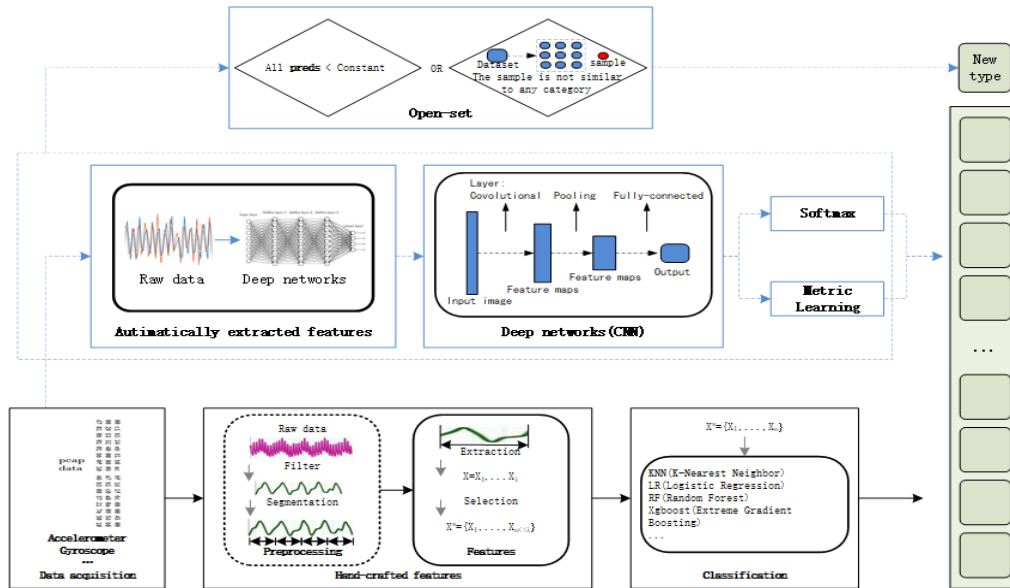 All preds < Constant
OR
Dataset
sample
The sample is not similar
to any category
Open-set
New
type
Raw data
Deep networks
Autimatically extracted features
Layer:
Covolutional
Pooling
Fully-connected
Input image
Feature maps
Feature maps
Output
Deep networks(CNN)
Softmax
Metric
Learning
...
pcap
data
Accelerometer
Gyroscope
...
Data acquisition
Raw data
Filter
Segmentation
Preprocessing
Extraction
X=X₁,...,Xᵢ
Selection
Features
Hand-crafted features
KNN(K-Nearest Neighbor)
LR(Logistic Regression)
RF(Random Forest)
Xgboost(Extreme Gradient
Boosting)
...
Classification